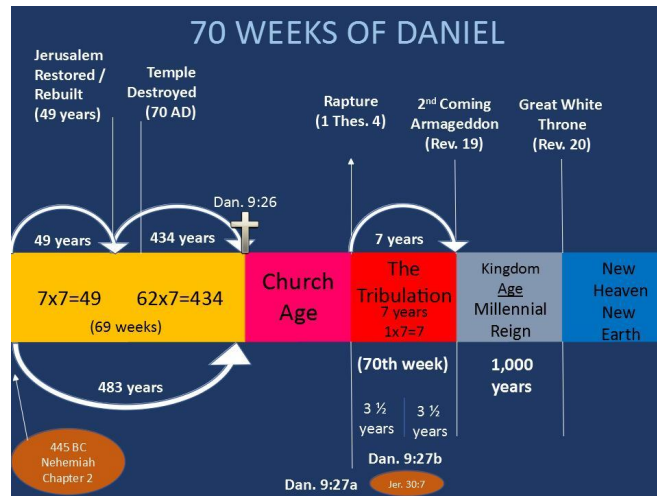 70 WEEKS OF DANIEL
Jerusalem
Restored /
Rebuilt
(49 years)
Temple
Destroyed
(70 AD)
Rapture
(1 Thes. 4)
2nd Coming
Armageddon
(Rev. 19)
Great White
Throne
(Rev. 20)
Dan. 9:26
49 years
434 years
7 years
7x7=49
62x7=434
(69 weeks)
Church
Age
The
Tribulation
7 years
1x7=7
Kingdom
Age
Millennial
Reign
New
Heaven
New
Earth
483 years
(70th week)
1,000
years
3 ½
years
3 ½
years
445 BC
Nehemiah
Chapter 2
Dan. 9:27b
Dan. 9:27a
Jer. 30:7